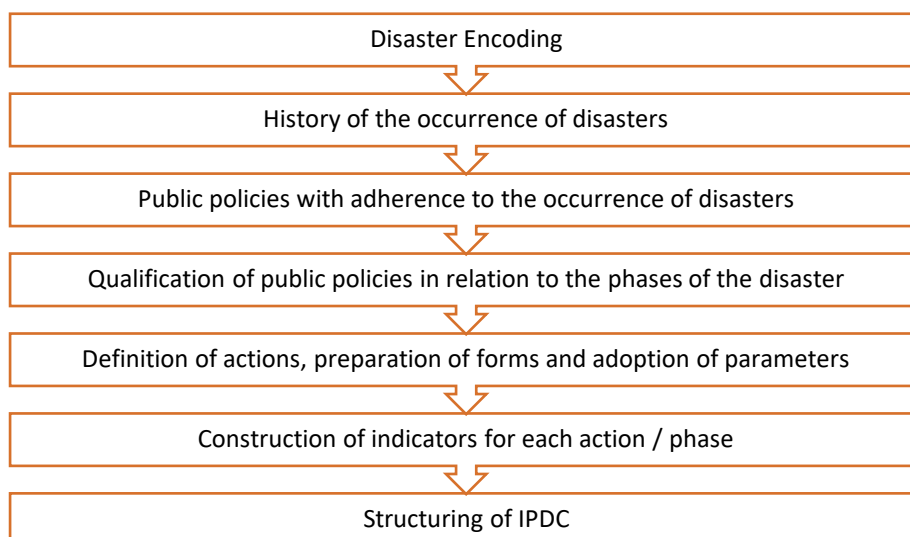 Disaster Encoding
History of the occurrence of disasters
Public policies with adherence to the occurrence of disasters
Qualification of public policies in relation to the phases of the disaster
Definition of actions, preparation of forms and adoption of parameters
Construction of indicators for each action / phase
Structuring of IPDC